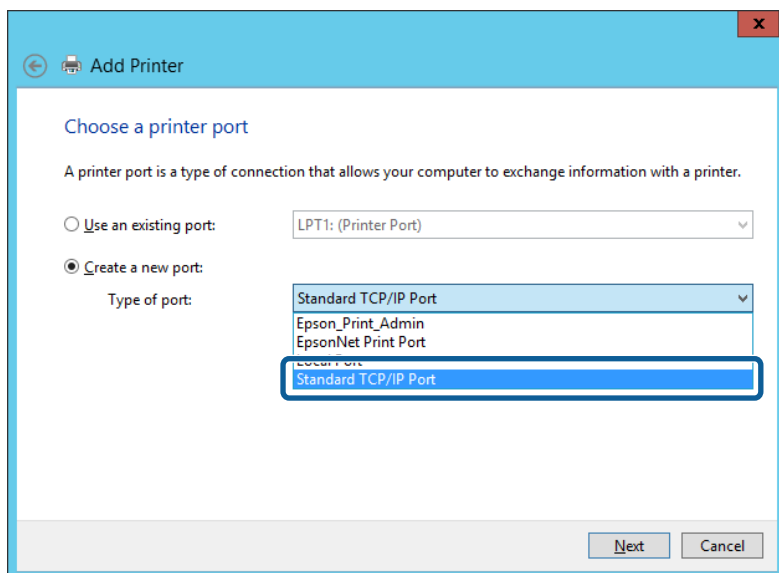 x
Add Printer
Choose a printer port
A printer port is a type of connection that allows your computer to exchange information with a printer.
Use an existing port: LPT1: (Printer Port)
Create a new port:
Type of port: Standard TCP/IP Port
Epson_Print_Admin
EpsonNet Print Port
Local Port
Standard TCP/IP Port
Next Cancel